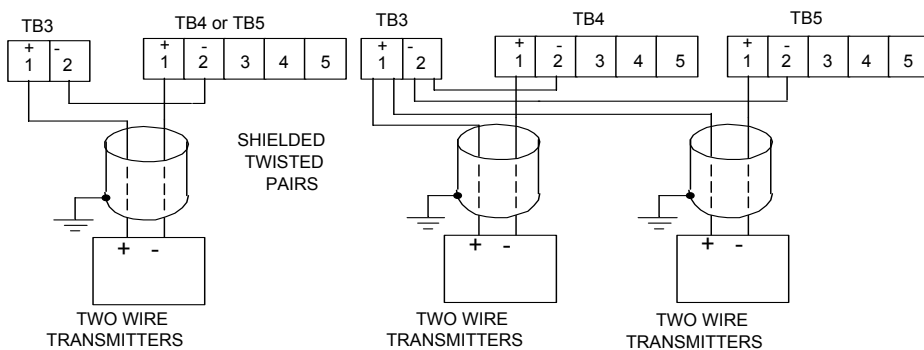 TB3
TB4 or TB5
TB3
TB4
TB5
+ -
1 2
+ -
1 2 3 4 5
+ -
1 2
+ -
1 2 3 4 5
+ -
1 2 3 4 5
SHIELDED
TWISTED
PAIRS
+ -
+ -
+ -
TWO WIRE
TRANSMITTERS
TWO WIRE
TRANSMITTERS
TWO WIRE
TRANSMITTERS